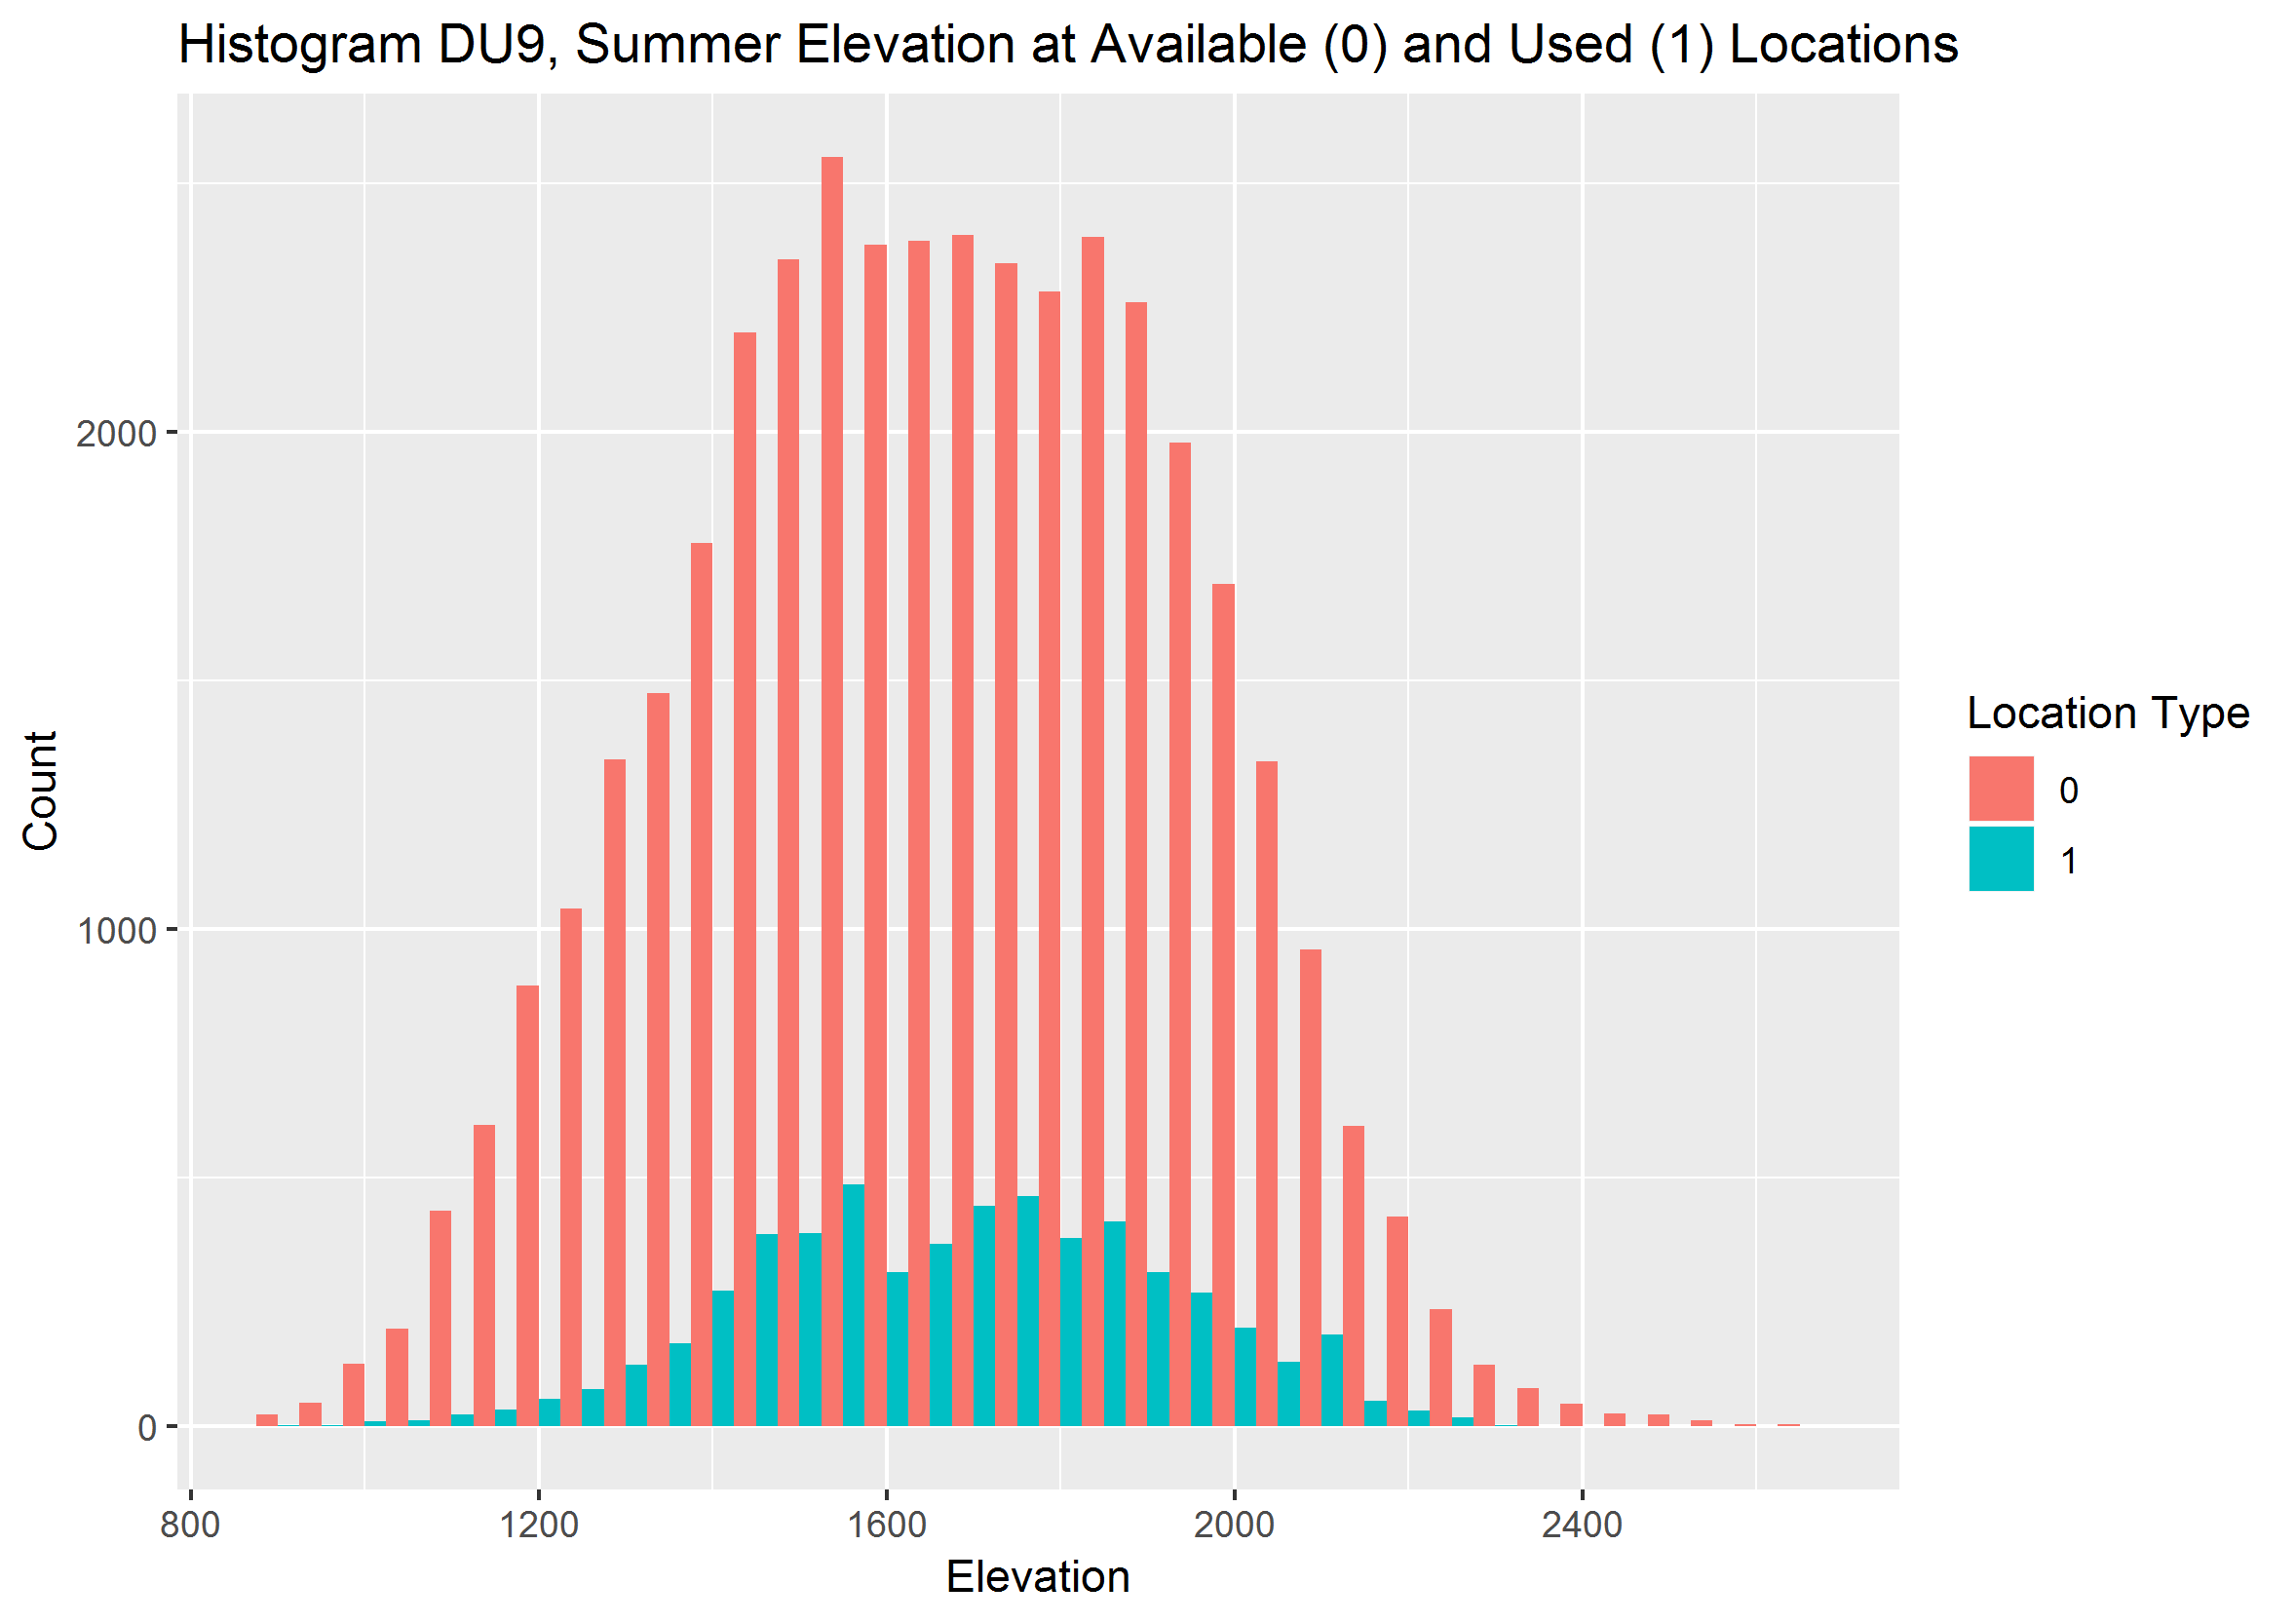 Histogram DU9, Summer Elevation at Available (0) and Used (1) Locations
Count
2000
1000
0
800
1200
1600
2000
2400
Elevation
Location Type
0
1